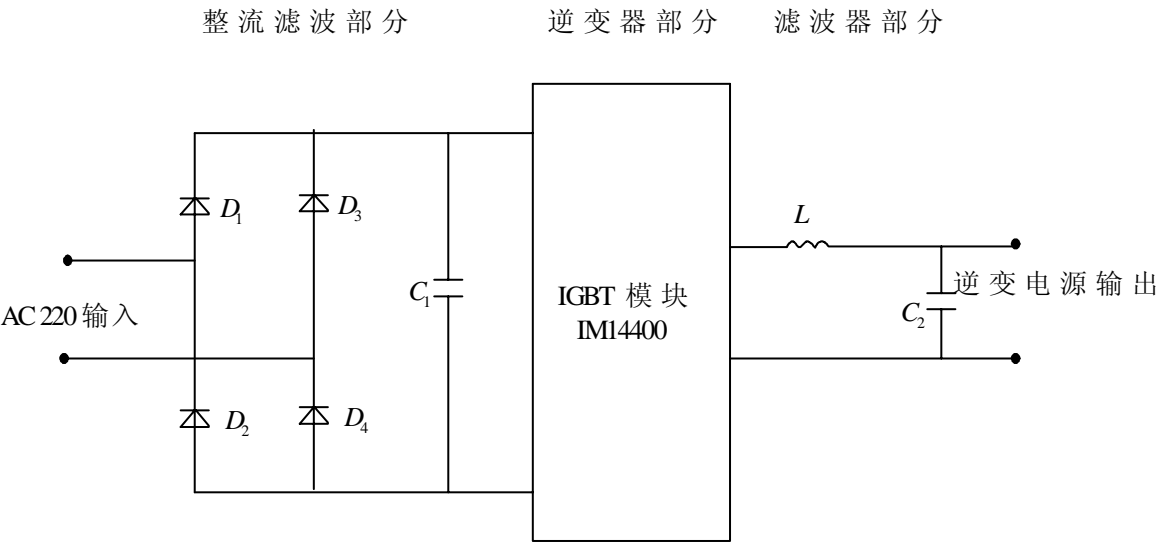 整流滤波部分
逆变器部分
滤波器部分
D1
D3
L
AC 220 输入
C1
IGBT 模块
IM14400
C2
逆变电源输出
D2
D4